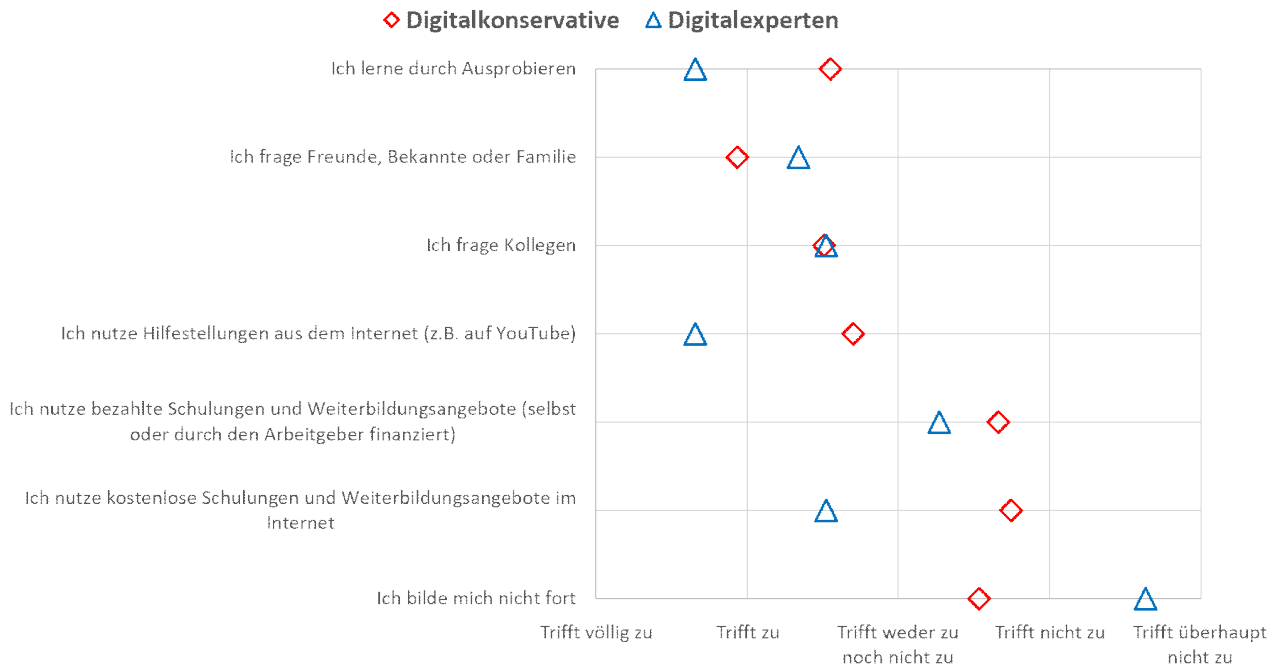 Digitalkonservative Digitalexperten
Ich lerne durch Ausprobieren
Ich frage Freunde, Bekannte oder Familie
Ich frage Kollegen
Ich nutze Hilfestellungen aus dem Internet (z.B. auf YouTube)
Ich nutze bezahlte Schulungen und Weiterbildungsangebote (selbst
oder durch den Arbeitgeber finanziert)
Ich nutze kostenlose Schulungen und Weiterbildungsangebote im
Internet
Ich bilde mich nicht fort
Trifft völlig zu
Trifft zu
Trifft weder zu
noch nicht zu
Trifft nicht zu
Trifft überhaupt
nicht zu